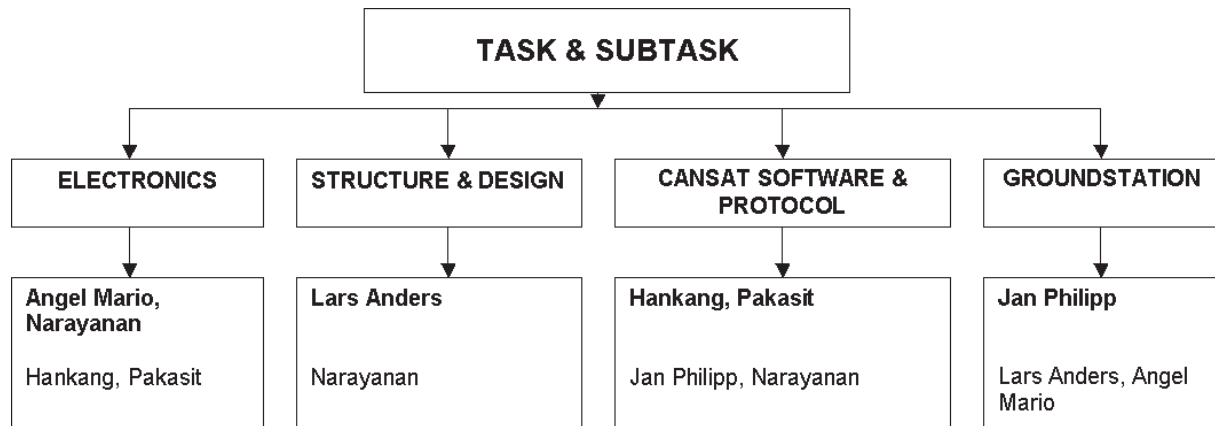 TASK & SUBTASK
ELECTRONICS
STRUCTURE & DESIGN
CANSAT SOFTWARE &
PROTOCOL
GROUNDSTATION
Angel Mario,
Narayanan
Hankang, Pakasit
Lars Anders
Narayanan
Hankang, Pakasit
Jan Philipp, Narayanan
Jan Philipp
Lars Anders, Angel
Mario